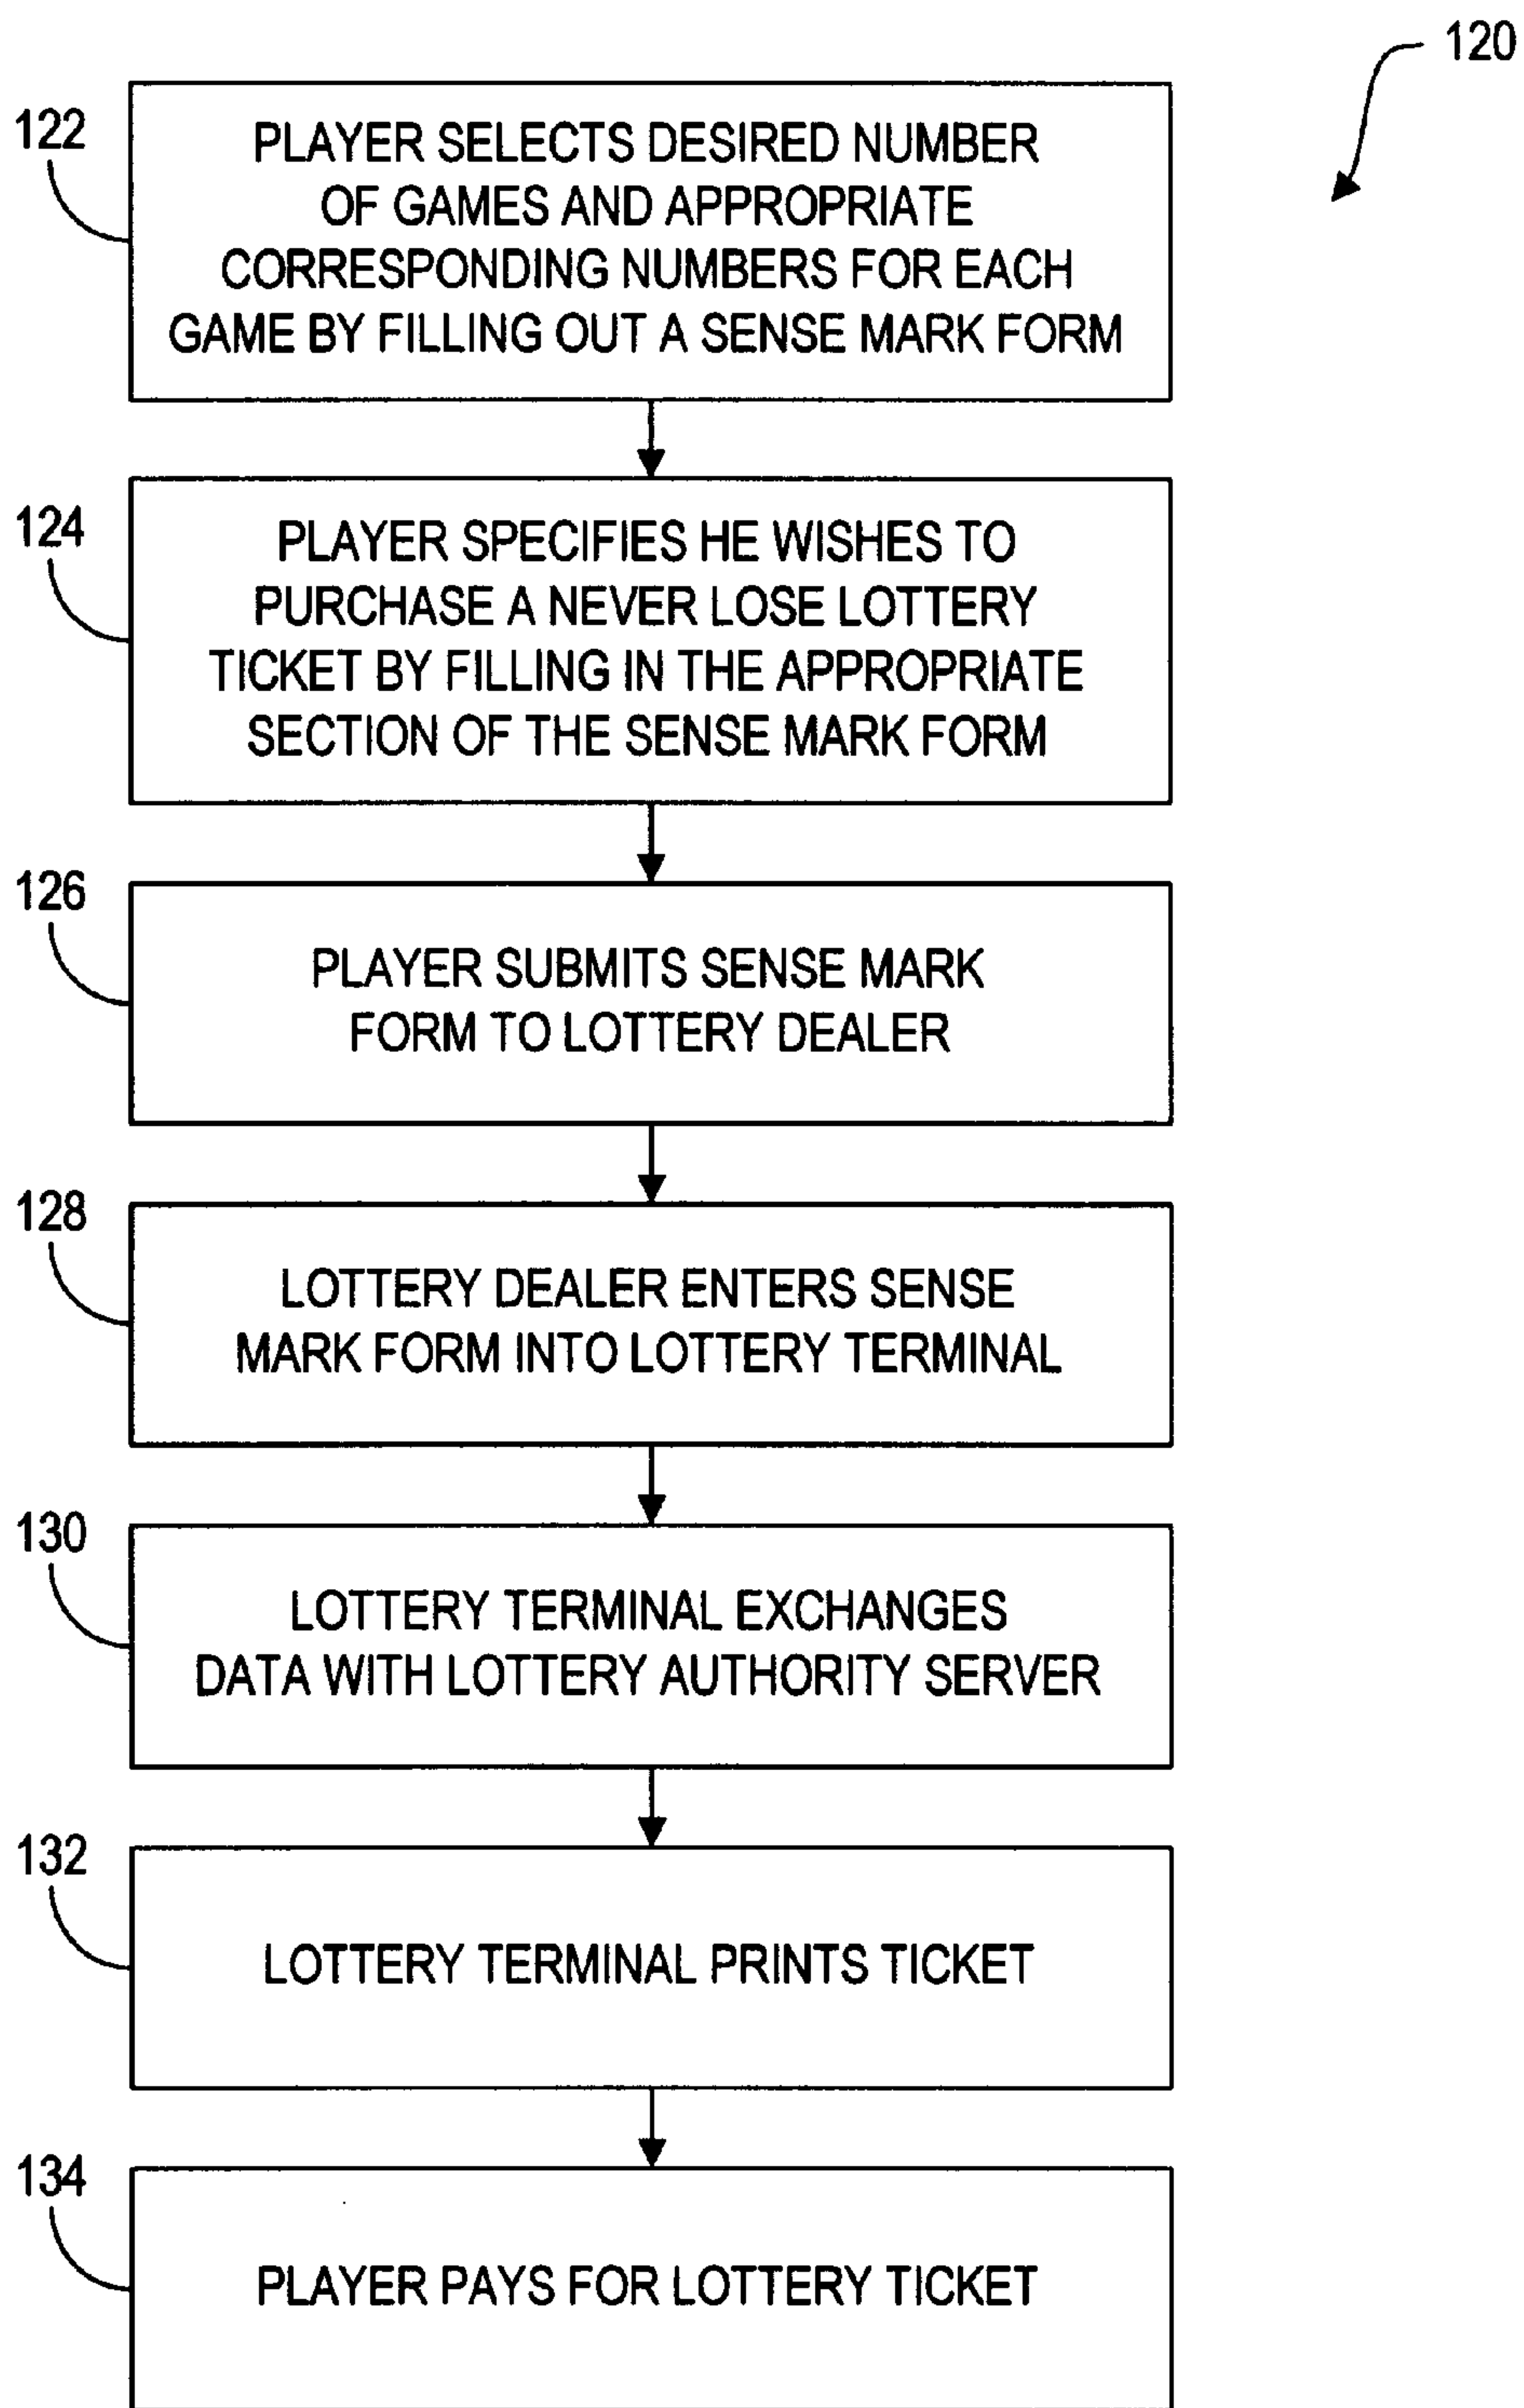 120
122
PLAYER SELECTS DESIRED NUMBER
OF GAMES AND APPROPRIATE
CORRESPONDING NUMBERS FOR EACH
GAME BY FILLING OUT A SENSE MARK FORM
124
PLAYER SPECIFIES HE WISHES TO
PURCHASE A NEVER LOSE LOTTERY
TICKET BY FILLING IN THE APPROPRIATE
SECTION OF THE SENSE MARK FORM
126
PLAYER SUBMITS SENSE MARK
FORM TO LOTTERY DEALER
128
LOTTERY DEALER ENTERS SENSE
MARK FORM INTO LOTTERY TERMINAL
130
LOTTERY TERMINAL EXCHANGES
DATA WITH LOTTERY AUTHORITY SERVER
132
LOTTERY TERMINAL PRINTS TICKET
134
PLAYER PAYS FOR LOTTERY TICKET